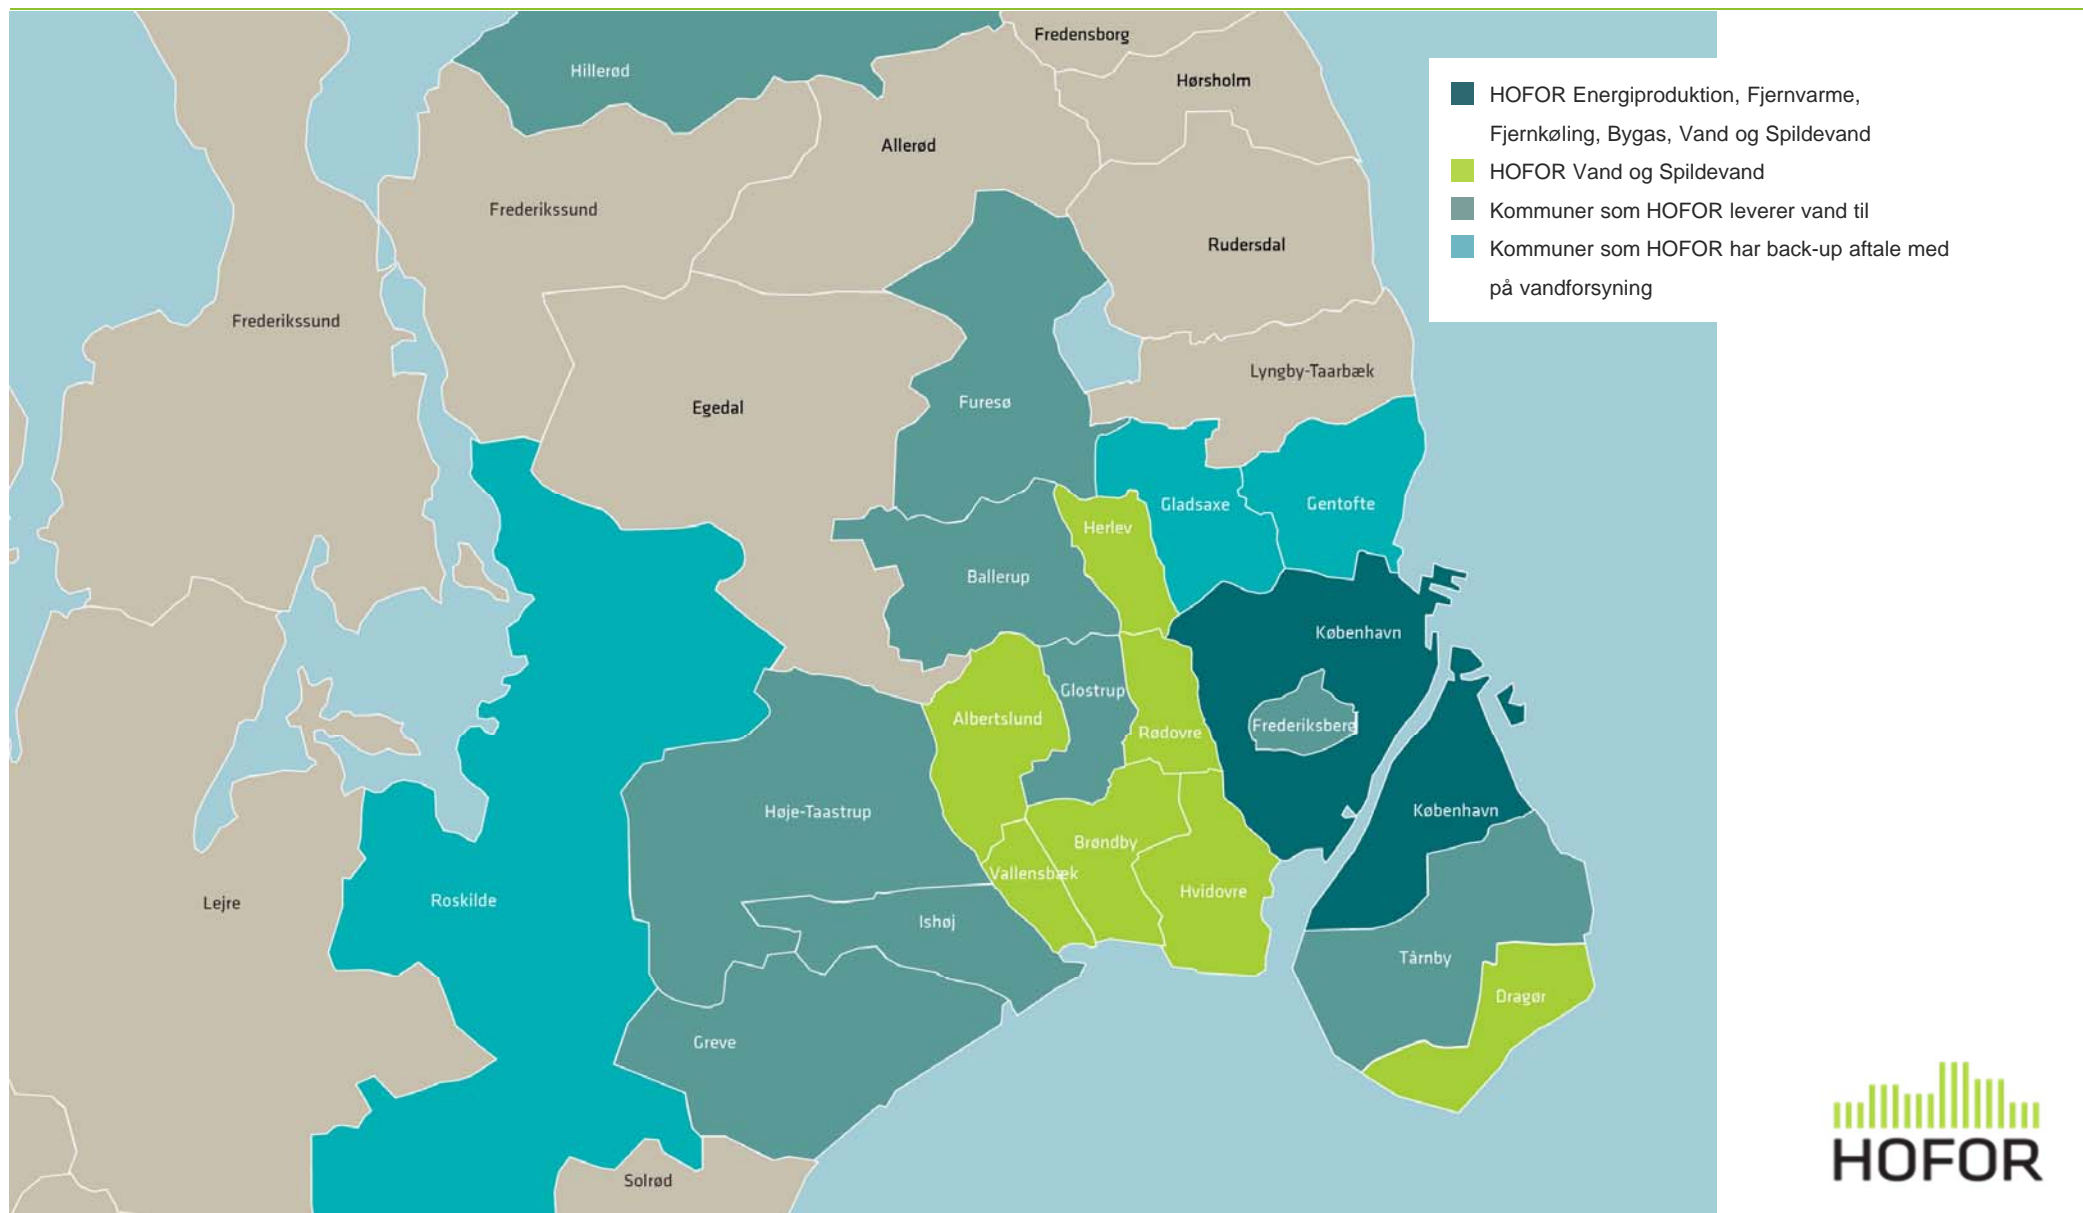 Fredensborg
Hillerød
Hørsholm
HOFOR Energiproduktion, Fjernvarme,
Fjernkøling, Bygas, Vand og Spildevand
HOFOR Vand og Spildevand
Kommuner som HOFOR leverer vand til
Kommuner som HOFOR har back-up aftale med
på vandforsyning
Allerød
Frederikssund
Rudersdal
Frederikssund
Lyngby-Taarbæk
Egedal
Furesø
Gladsaxe
Gentofte
Herlev
Ballerup
København
Glostrup
Albertslund
Rødovre
Frederiksberg
Høje-Taastrup
København
Brøndby
Vallensbæk
Hvidovre
Lejre
Roskilde
Ishøj
Tårnby
Dragør
Greve
Solrød
HOFOR